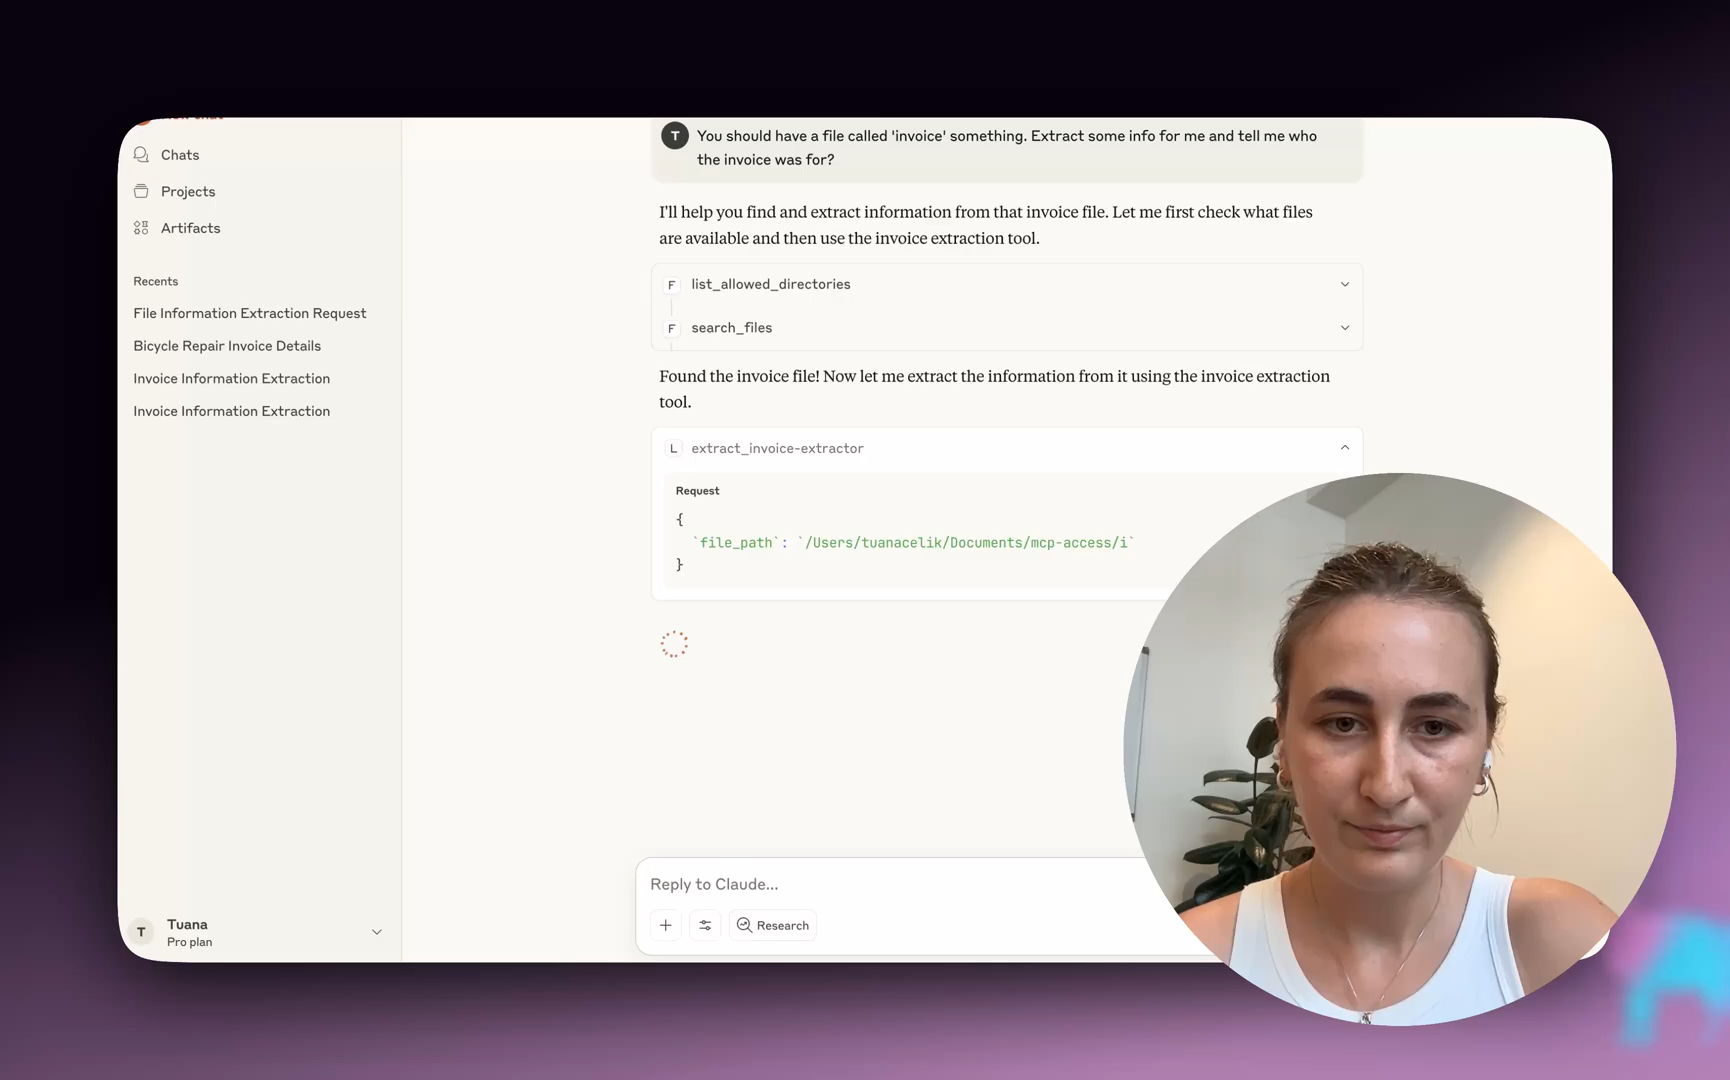 Chats
Projects
Artifacts
Recents
File Information Extraction Request
Bicycle Repair Invoice Details
Invoice Information Extraction
Invoice Information Extraction
T
Tuana
Pro plan
T
You should have a file called 'invoice' something. Extract some info for me and tell me who
the invoice was for?
I'll help you find and extract information from that invoice file. Let me first check what files
are available and then use the invoice extraction tool.
F list_allowed_directories
F search_files
Found the invoice file! Now let me extract the information from it using the invoice extraction
tool.
L extract_invoice-extractor
Request
{
`file_path`: `/Users/tuanacelik/Documents/mcp-access/i`
}
Reply to Claude...
Research